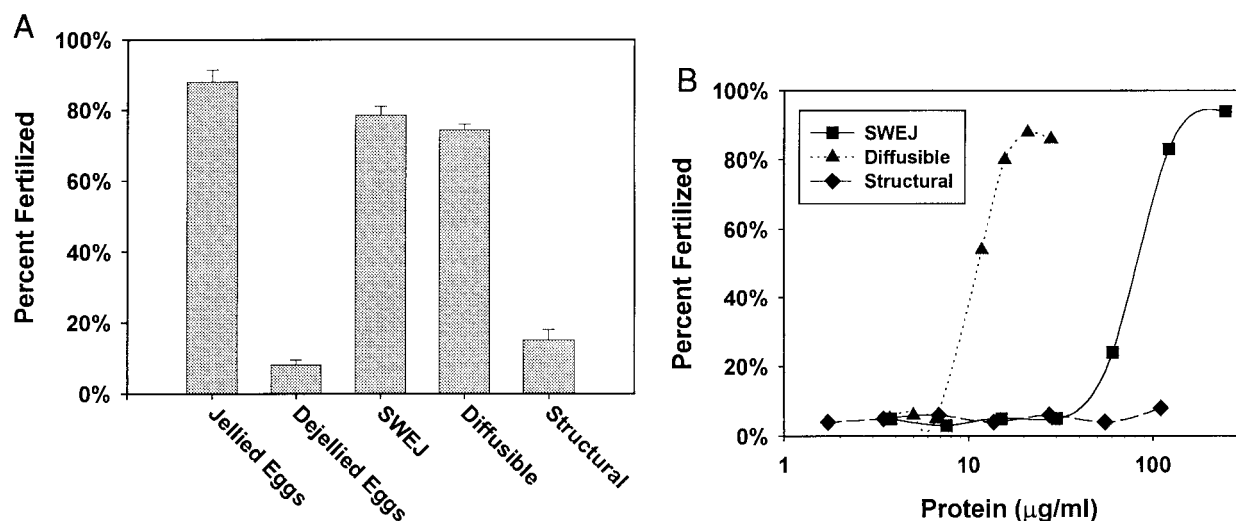 A
100%
80%
60%
40%
20%
0%
Percent Fertilized
Jellied Eggs
Dejellied Eggs
SWEJ
Diffusible
Structural
B
100%
80%
60%
40%
20%
0%
Percent Fertilized
SWEJ
Diffusible
Structural
1
10
100
Protein (μg/ml)